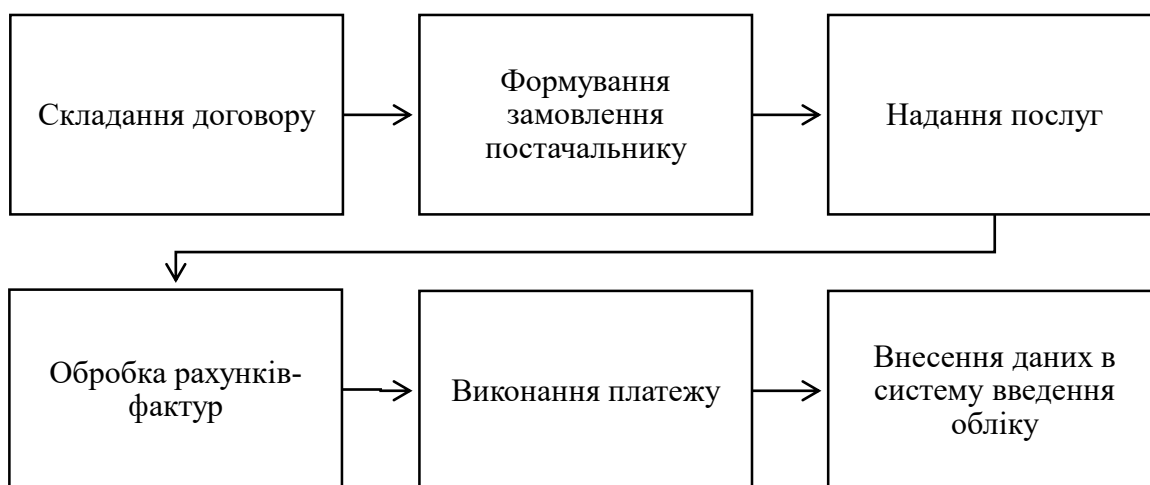 Складання договору
Формування
замовлення
постачальнику
Надання послуг
Обробка рахунків-
фактур
Виконання платежу
Внесення даних в
систему введення
обліку